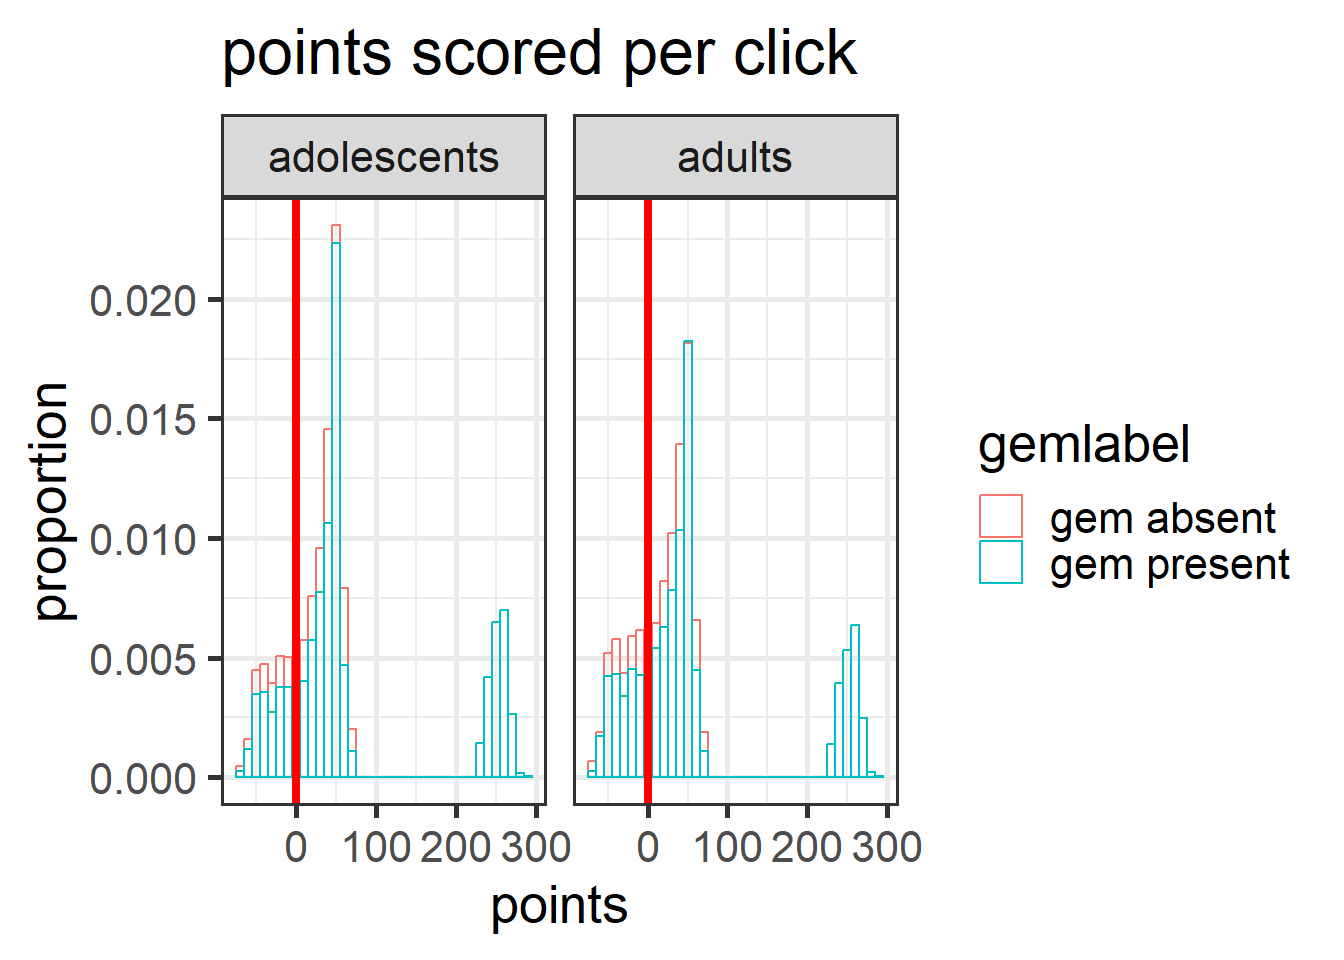 points scored per click
adolescents
adults
0.020
0.015
0.010
0.005
0.000
proportion
0 100 200 300
0 100 200 300
points
gemlabel
gem absent
gem present